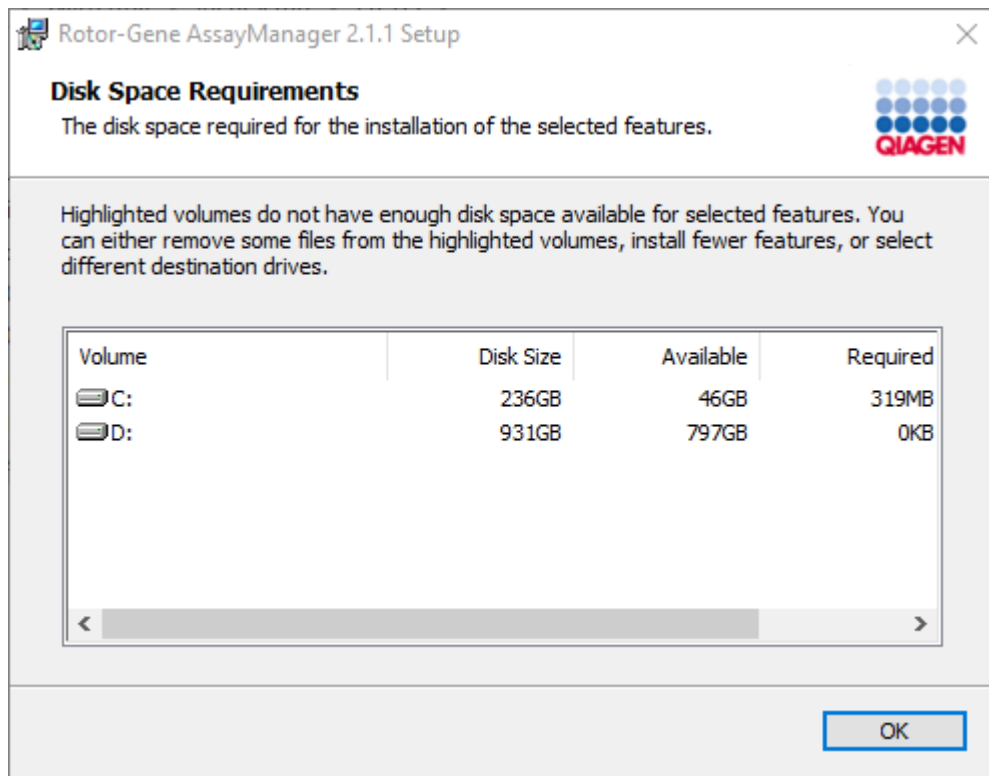 Rotor-Gene AssayManager 2.1.1 Setup
Disk Space Requirements
The disk space required for the installation of the selected features.
QIAGEN
Highlighted volumes do not have enough disk space available for selected features. You
can either remove some files from the highlighted volumes, install fewer features, or select
different destination drives.
Volume Disk Size Available Required
C: 236GB 46GB 319MB
D: 931GB 797GB 0KB
OK